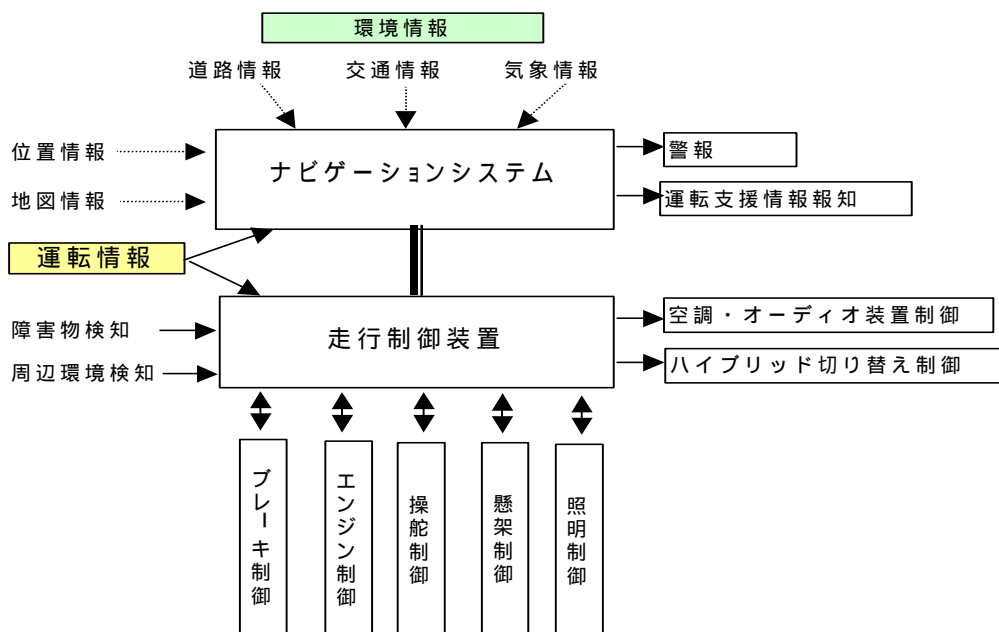 環境情報
道路情報
交通情報
気象情報
位置情報
ナビゲーションシステム
警報
地図情報
運転支援情報報知
運転情報
障害物検知
走行制御装置
空調・オーディオ装置制御
周辺環境検知
ハイブリッド切り替え制御
ブレーキ制御
エンジン制御
操舵制御
懸架制御
照明制御